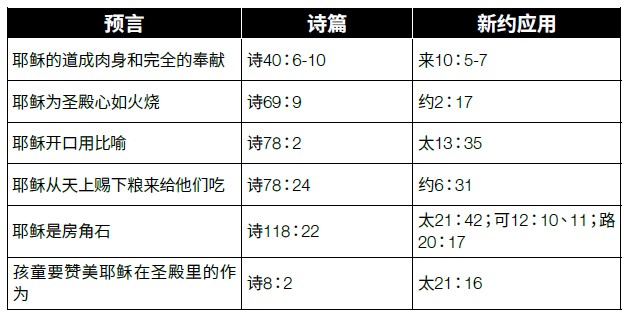 预言 诗篇 新约应用
耶稣的道成肉身和完全的奉献 诗40：6-10 来10：5-7
耶稣为圣殿心如火烧 诗69：9 约2：17
耶稣开口用比喻 诗78：2 太13：35
耶稣从天上赐下粮来给他们吃 诗78：24 约6：31
耶稣是房角石 诗118：22 太21：42；可12：10、11；路
20：17
孩童要赞美耶稣在圣殿里的作
为 诗8：2 太21：16